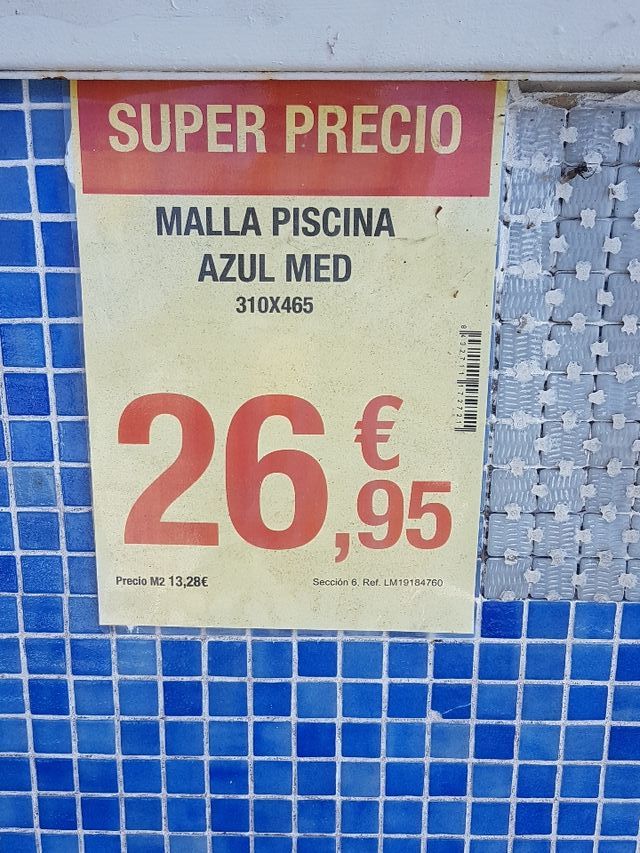 SUPER PRECIO
MALLA PISCINA
AZUL MED
310X465
26,95 €
Precio M2 13,28€
Sección 6, Ref. LM19184760